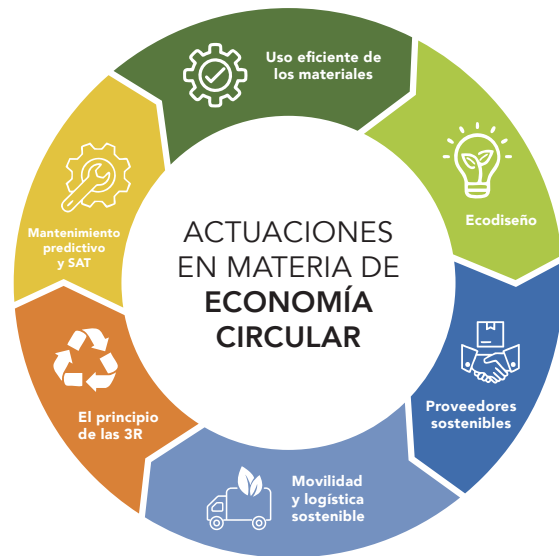 Uso eficiente de
los materiales
Ecodiseño
Proveedores
sostenibles
Movilidad
y logística
sostenible
El principio
de las 3R
Mantenimiento
predictivo
y SAT
ACTUACIONES
EN MATERIA DE
ECONOMÍA
CIRCULAR